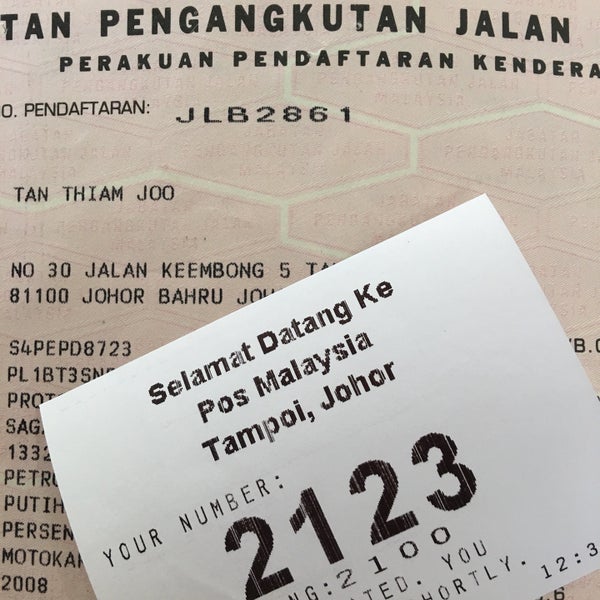 TAN PENGANGKUTAN JALAN
PERAKUAN PENDAFTARAN KENDERA
O. PENDAFTARAN: JLB2861
TAN THIAM JOO
NO 30 JALAN KEEMBONG 5 TA
81100 JOHOR BAHRU JOH
S4PEPD8723
PL1BT3SN
PROT
SAG
1332
PETRO
PUTIH
PERSEN
MOTOKA
2008
Selamat Datang Ke
Pos Malaysia
Tampoi, Johor
YOUR NUMBER:
2123
NG:2100
ATED. YOU
SHORTLY.
12:3